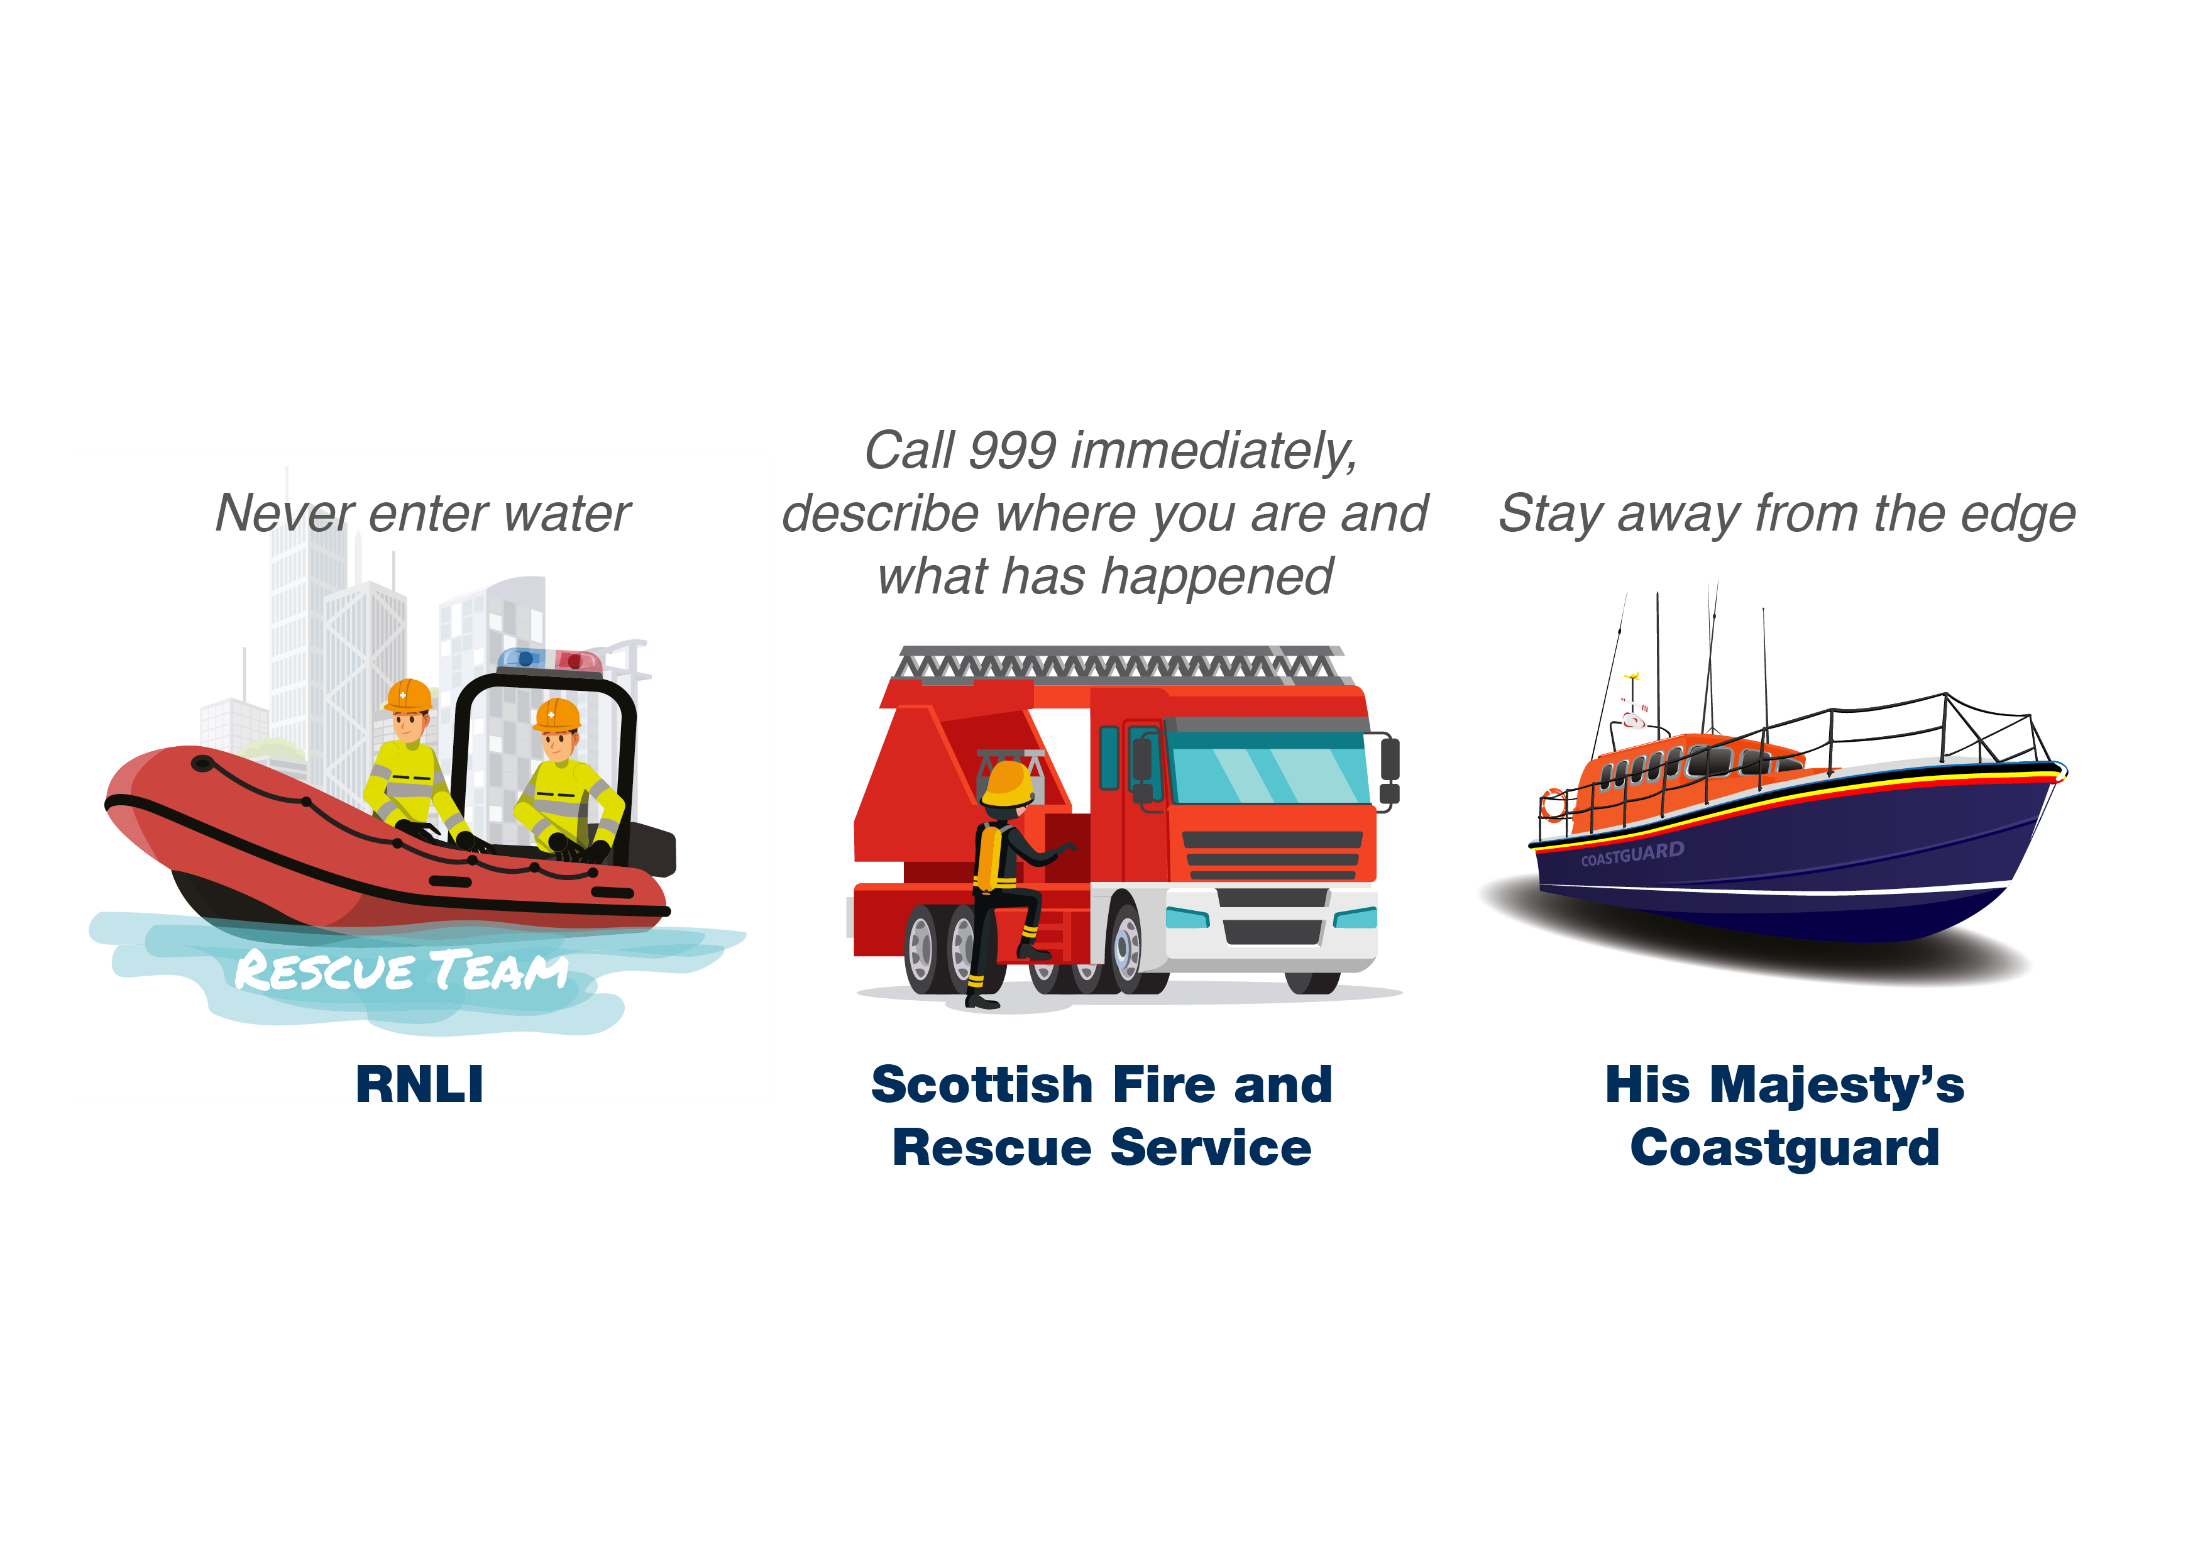 Never enter water
RESCUE TEAM
RNLI
Call 999 immediately,
describe where you are and
what has happened
Scottish Fire and
Rescue Service
Stay away from the edge
COASTGUARD
His Majesty’s
Coastguard